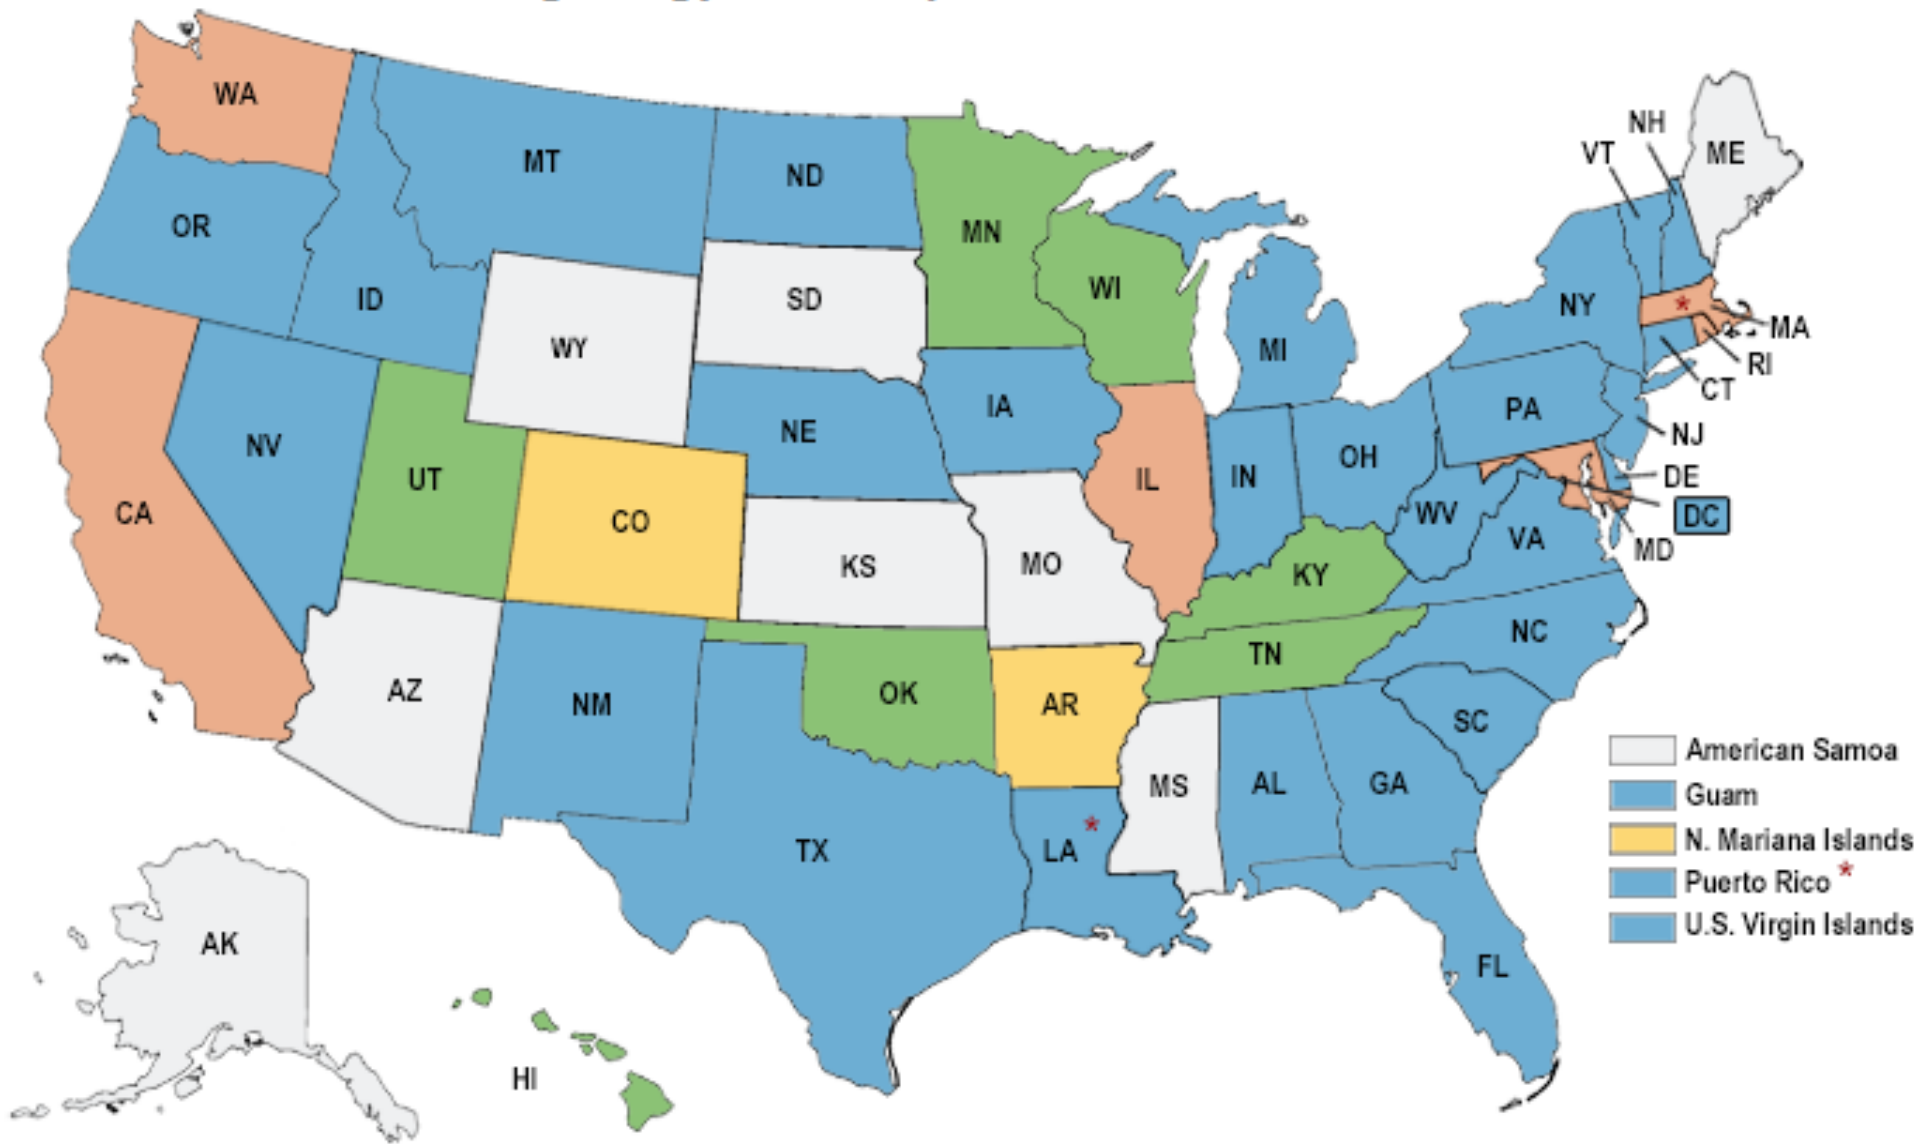 WA
MT
ND
MN
NH
VT
ME
OR
ID
SD
WI
NY
WY
MI
MA
RI
CT
IA
PA
NV
NE
NJ
UT
IL
IN
OH
DE
CA
CO
WV
DC
VA
MD
KS
MO
KY
NC
TN
AZ
NM
OK
AR
SC
MS
AL
GA
TX
LA *
*
FL
AK
HI
American Samoa
Guam
N. Mariana Islands
Puerto Rico *
U.S. Virgin Islands